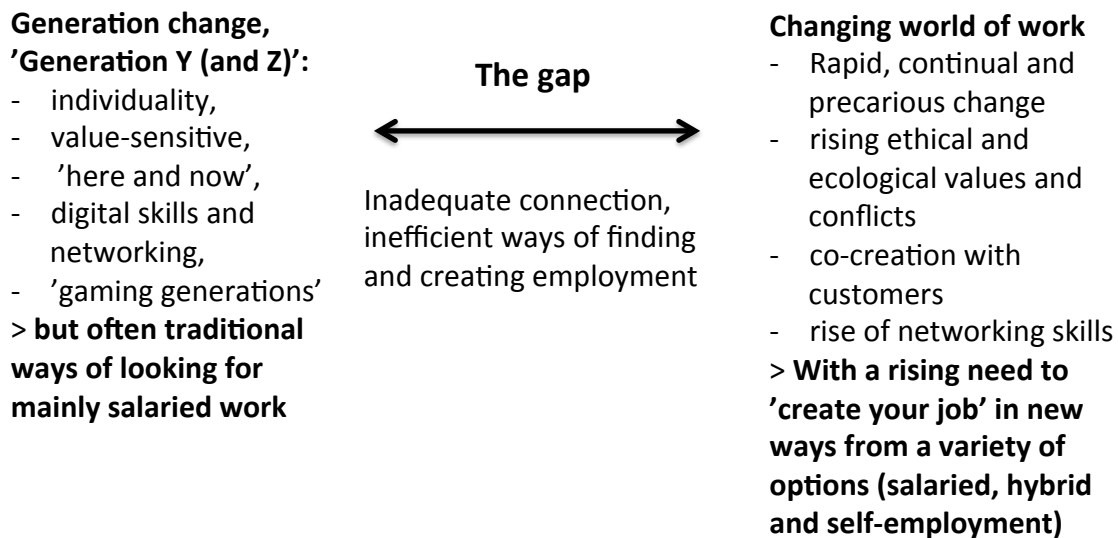 Generation change,
’Generation Y (and Z)’:
- individuality,
- value-sensitive,
- ’here and now’,
- digital skills and
networking,
- ’gaming generations’
> but often traditional
ways of looking for
mainly salaried work
The gap
Inadequate connection,
inefficient ways of finding
and creating employment
Changing world of work
- Rapid, continual and
precarious change
- rising ethical and
ecological values and
conflicts
- co-creation with
customers
- rise of networking skills
> With a rising need to
’create your job’ in new
ways from a variety of
options (salaried, hybrid
and self-employment)